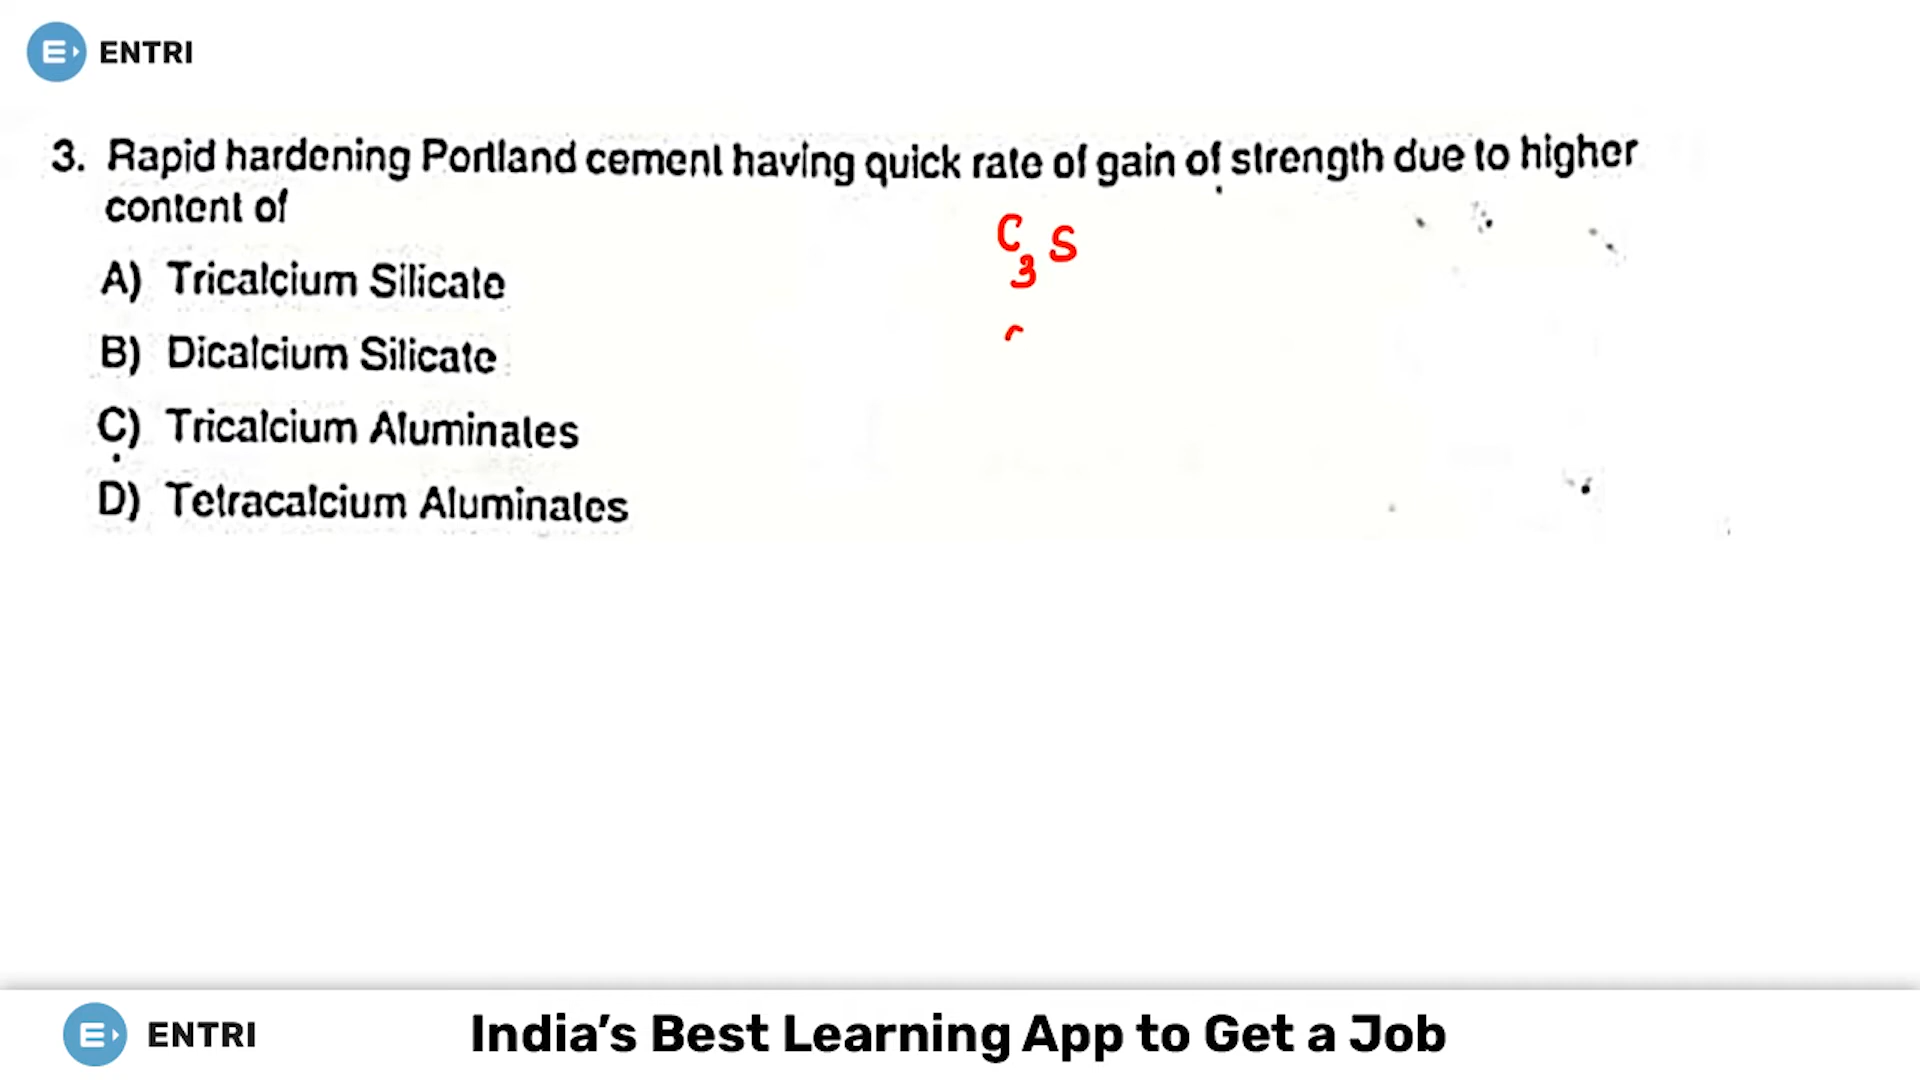 ENTRI
3. Rapid hardening Portland cement having quick rate of gain of strength due to higher
content of
C3S
A) Tricalcium Silicate
B) Dicalcium Silicate
C) Tricalcium Aluminates
D) Tetracalcium Aluminates
ENTRI India’s Best Learning App to Get a Job